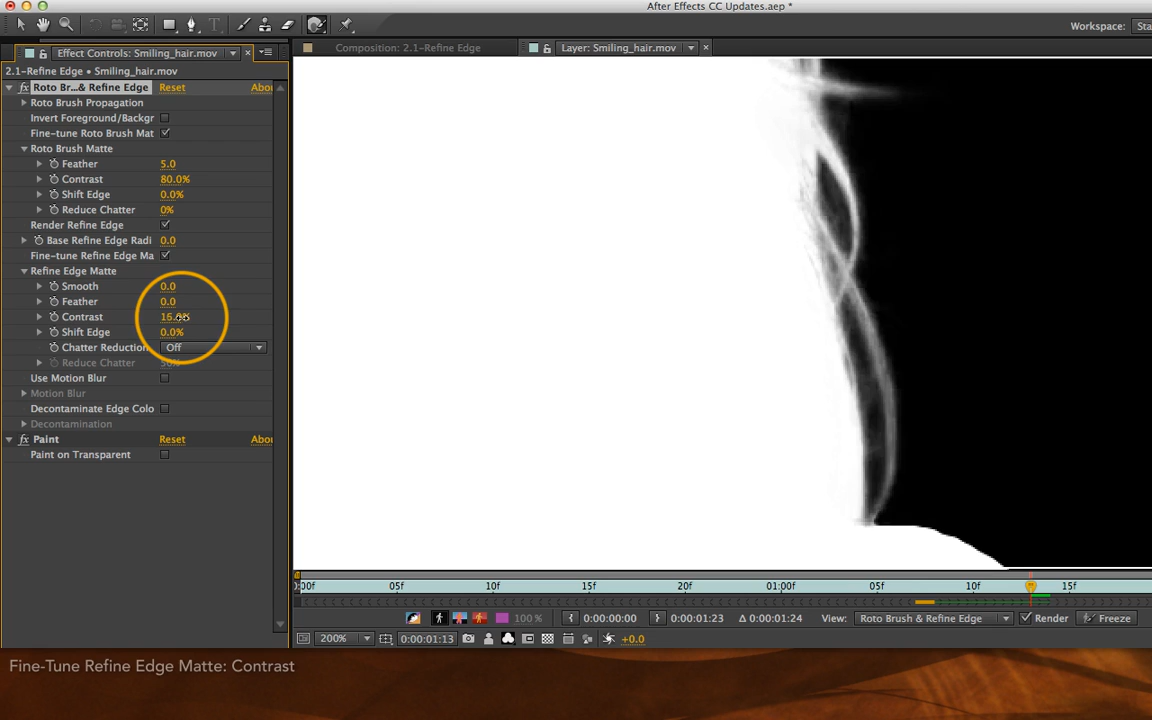 After Effects CC Updates.aep *
Workspace: Sta
Effect Controls: Smiling_hair.mov
Composition: 2.1-Refine Edge
Layer: Smiling_hair.mov
2.1-Refine Edge • Smiling_hair.mov
fx Roto Br...& Refine Edge Reset Abou
Roto Brush Propagation
Invert Foreground/Backgr
Fine-tune Roto Brush Mat
Roto Brush Matte
Feather 5.0
Contrast 80.0%
Shift Edge 0.0%
Reduce Chatter 0%
Render Refine Edge
Base Refine Edge Radi 0.0
Fine-tune Refine Edge Ma
Refine Edge Matte
Smooth 0.0
Feather 0.0
Contrast
Shift Edge 0.0%
Chatter Reduction Off
Reduce Chatter 50%
Use Motion Blur
Motion Blur
Decontaminate Edge Colo
Decontamination
fx Paint Reset Abou
Paint on Transparent
:00f 05f 10f 15f 20f 01:00f 05f 10f 15f
100 % 0:00:00:00 0:00:01:23 Δ 0:00:01:24 View: Roto Brush & Refine Edge Render Freeze
200% 0:00:01:13 +0.0
Fine-Tune Refine Edge Matte: Contrast